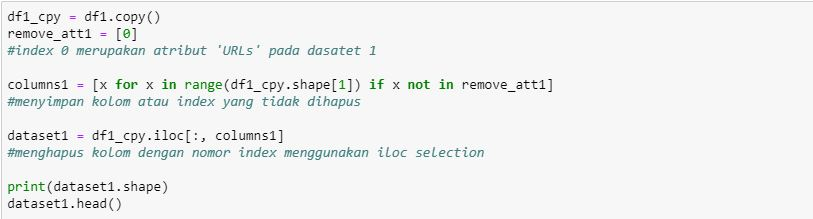 df1_cpy = df1.copy()
remove_att1 = [0]
#index 0 merupakan atribut 'URLs' pada dasatet 1
columns1 = [x for x in range(df1_cpy.shape[1]) if x not in remove_att1]
#menyimpan kolom atau index yang tidak dihapus
dataset1 = df1_cpy.iloc[:, columns1]
#menghapus kolom dengan nomor index menggunakan iloc selection
print(dataset1.shape)
dataset1.head()